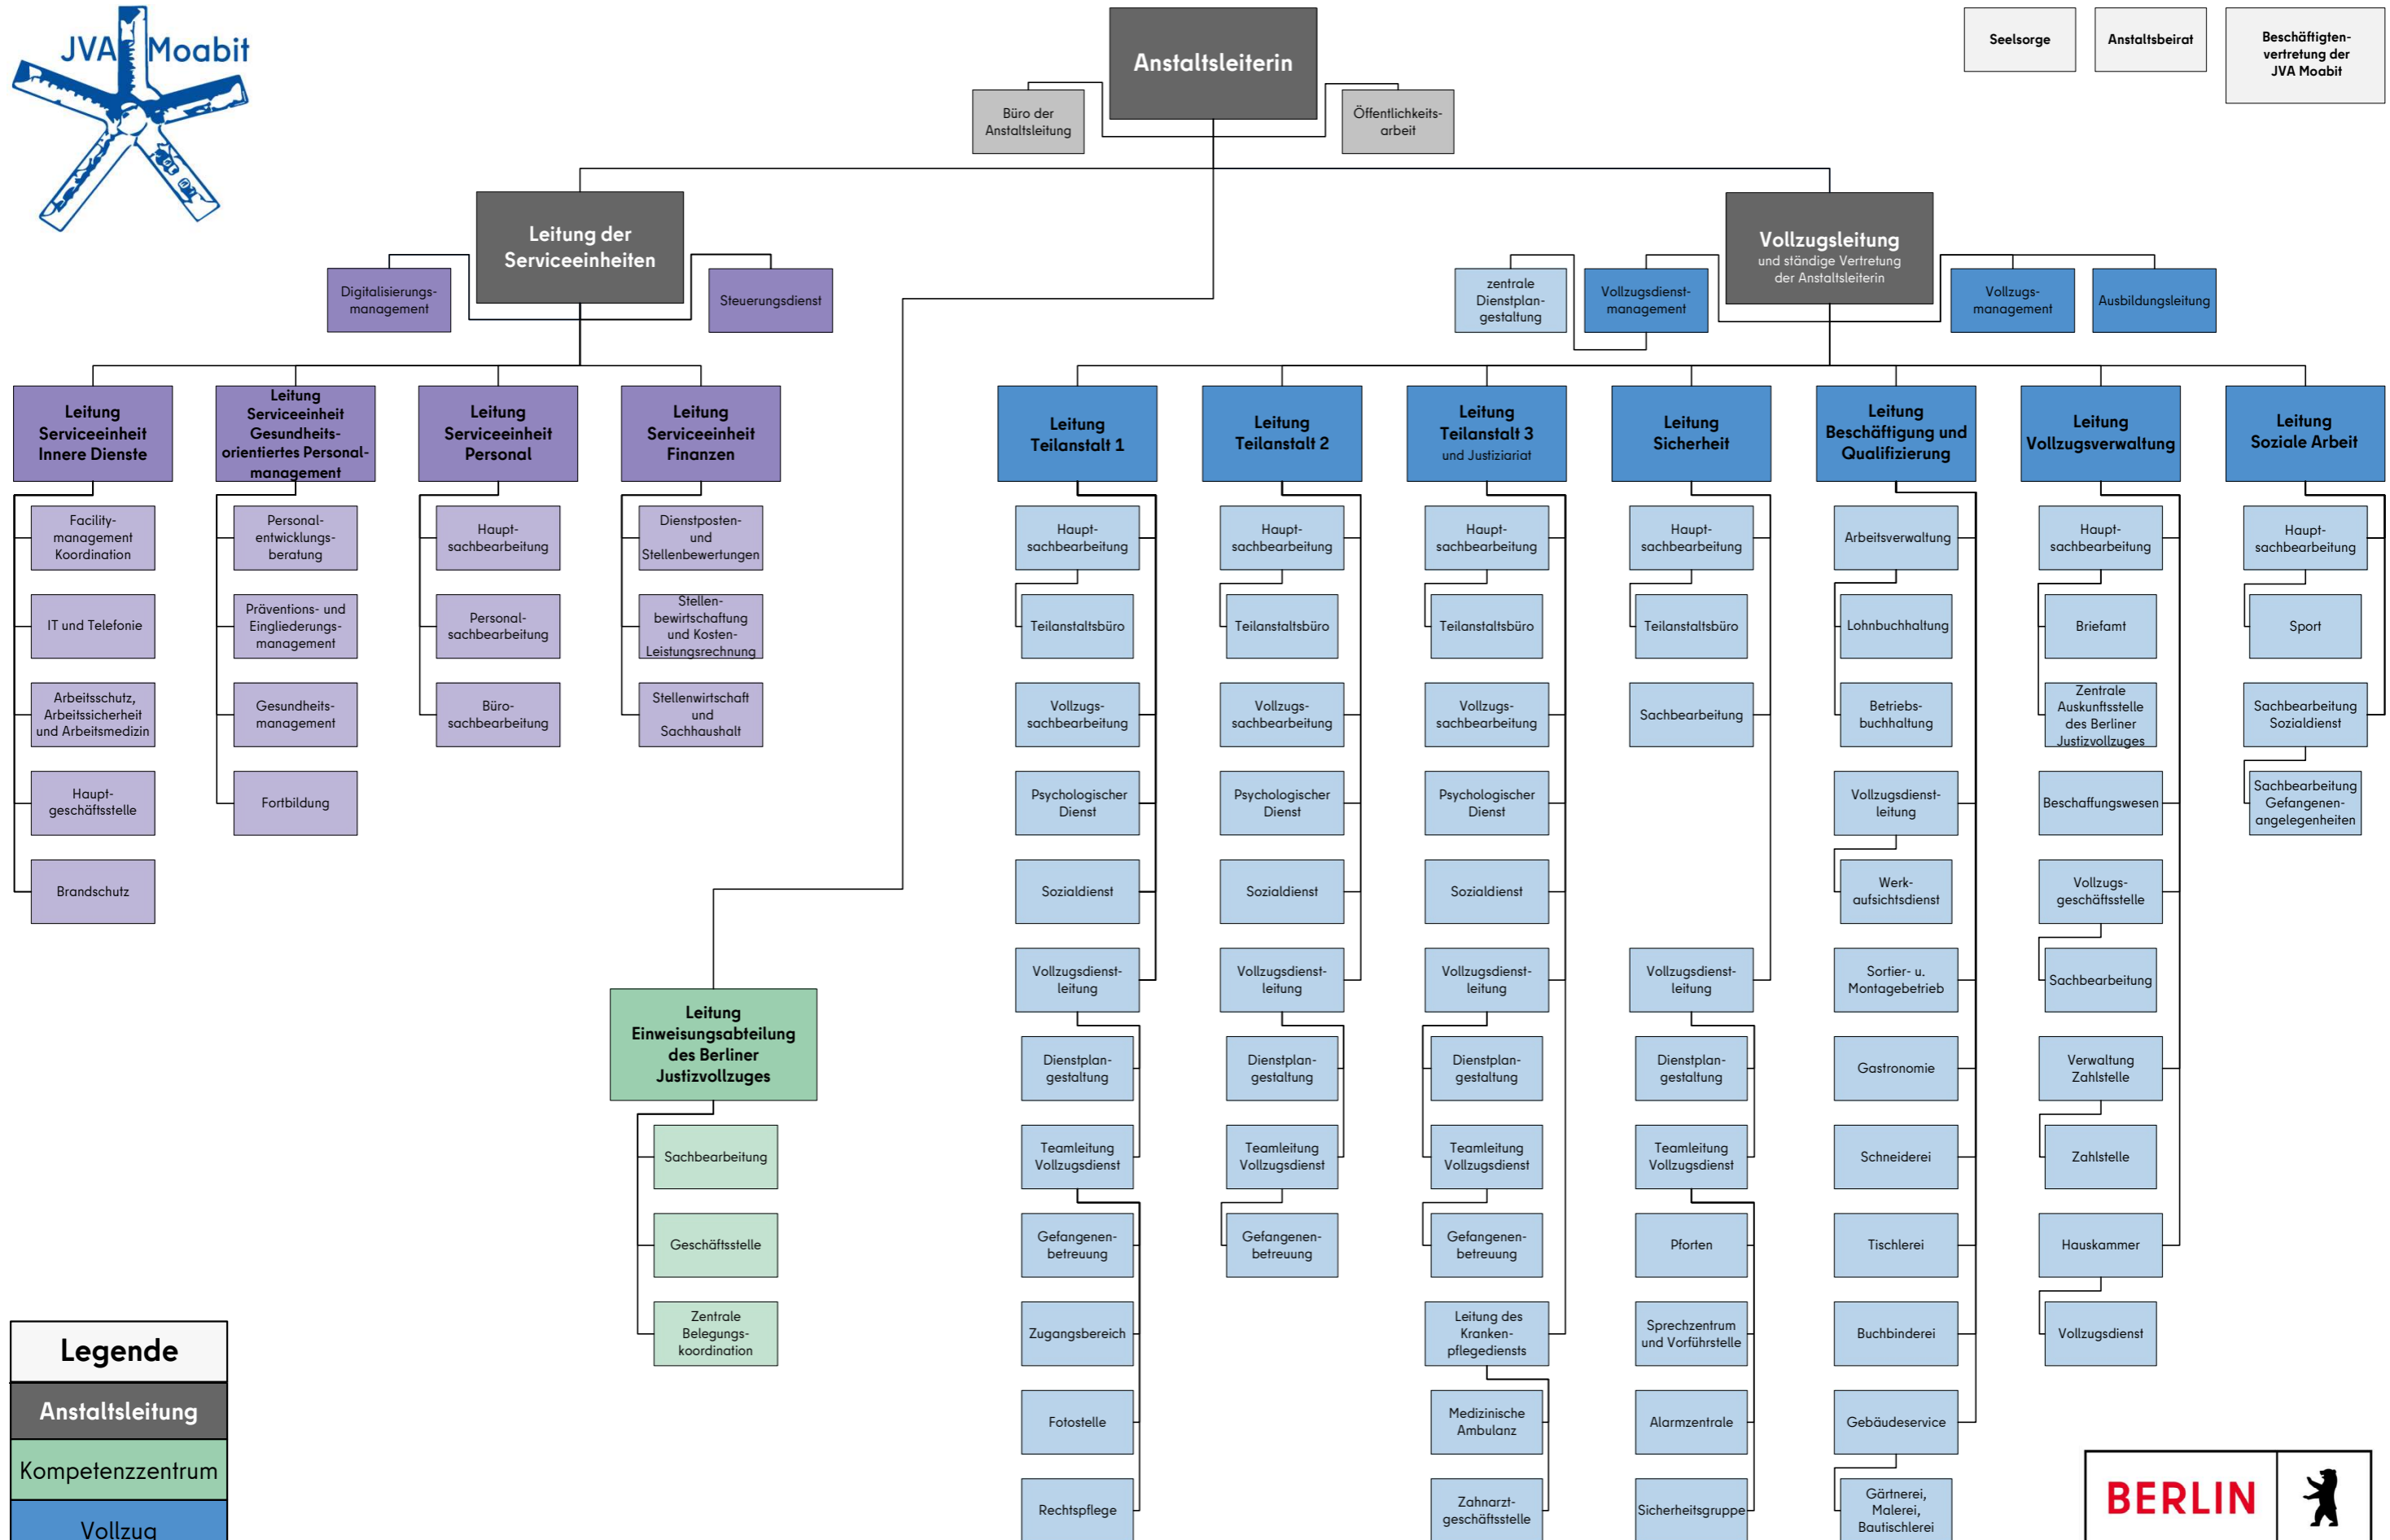 JVA Moabit
Anstaltsleiterin
Büro der
Anstaltsleitung
Öffentlichkeits-
arbeit
Seelsorge
Anstaltsbeirat
Beschäftigten-
vertretung der
JVA Moabit
Leitung der
Serviceeinheiten
Digitalisierungs-
management
Steuerungsdienst
Vollzugsleitung
und ständige Vertretung
der Anstaltsleiterin
zentrale
Dienstplan-
gestaltung
Vollzugsdienst-
management
Vollzugs-
management
Ausbildungsleitung
Leitung
Serviceeinheit
Innere Dienste
Facility-
management
Koordination
IT und Telefonie
Arbeitsschutz,
Arbeitssicherheit
und Arbeitsmedizin
Haupt-
geschäftsstelle
Brandschutz
Leitung
Serviceeinheit
Gesundheits-
orientiertes Personal-
management
Personal-
entwicklungs-
beratung
Präventions- und
Eingliederungs-
management
Gesundheits-
management
Fortbildung
Leitung
Serviceeinheit
Personal
Haupt-
sachbearbeitung
Personal-
sachbearbeitung
Büro-
sachbearbeitung
Leitung
Serviceeinheit
Finanzen
Dienstposten-
und
Stellenbewertungen
Stellen-
bewirtschaftung
und Kosten-
Leistungsrechnung
Stellenwirtschaft
und
Sachhaushalt
Leitung
Einweisungsabteilung
des Berliner
Justizvollzuges
Sachbearbeitung
Geschäftsstelle
Zentrale
Belegungs-
koordination
Leitung
Teilanstalt 1
Haupt-
sachbearbeitung
Teilanstaltsbüro
Vollzugs-
sachbearbeitung
Psychologischer
Dienst
Sozialdienst
Vollzugsdienst-
leitung
Dienstplan-
gestaltung
Teamleitung
Vollzugsdienst
Gefangenen-
betreuung
Zugangsbereich
Fotostelle
Rechtspflege
Leitung
Teilanstalt 2
Haupt-
sachbearbeitung
Teilanstaltsbüro
Vollzugs-
sachbearbeitung
Psychologischer
Dienst
Sozialdienst
Vollzugsdienst-
leitung
Dienstplan-
gestaltung
Teamleitung
Vollzugsdienst
Gefangenen-
betreuung
Leitung
Teilanstalt 3
und Justiziariat
Haupt-
sachbearbeitung
Teilanstaltsbüro
Vollzugs-
sachbearbeitung
Psychologischer
Dienst
Sozialdienst
Vollzugsdienst-
leitung
Dienstplan-
gestaltung
Teamleitung
Vollzugsdienst
Gefangenen-
betreuung
Leitung des
Kranken-
pflegediensts
Medizinische
Ambulanz
Zahnarzt-
geschäftsstelle
Leitung
Sicherheit
Haupt-
sachbearbeitung
Teilanstaltsbüro
Sachbearbeitung
Vollzugsdienst-
leitung
Dienstplan-
gestaltung
Teamleitung
Vollzugsdienst
Pforten
Sprechzentrum
und Vorführstelle
Alarmzentrale
Sicherheitsgruppe
Leitung
Beschäftigung und
Qualifizierung
Arbeitsverwaltung
Lohnbuchhaltung
Betriebs-
buchhaltung
Vollzugsdienst-
leitung
Werk-
aufsichtsdienst
Sortier- u.
Montagebetrieb
Gastronomie
Schneiderei
Tischlerei
Buchbinderei
Gebäudeservice
Gärtnerei,
Malerei,
Bautischlerei
Leitung
Vollzugsverwaltung
Haupt-
sachbearbeitung
Briefamt
Zentrale
Auskunftsstelle
des Berliner
Justizvollzuges
Beschaffungswesen
Vollzugs-
geschäftsstelle
Sachbearbeitung
Verwaltung
Zahlstelle
Zahlstelle
Hauskammer
Vollzugsdienst
Leitung
Soziale Arbeit
Haupt-
sachbearbeitung
Sport
Sachbearbeitung
Sozialdienst
Sachbearbeitung
Gefangenen-
angelegenheiten
Legende
Anstaltsleitung
Kompetenzzentrum
Vollzug
BERLIN